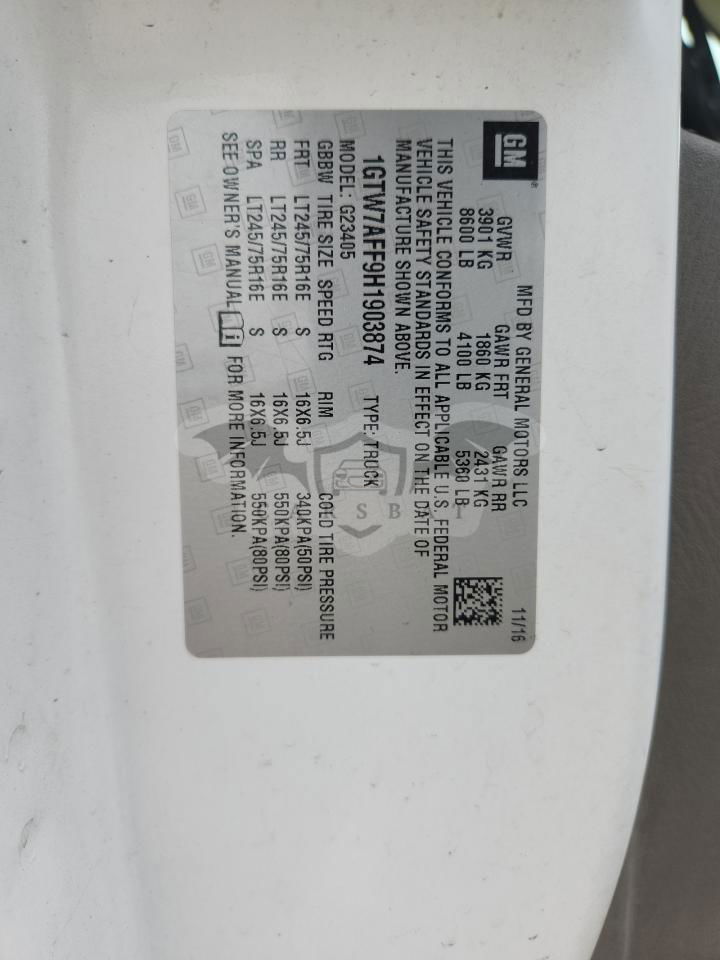 GM
MFD BY GENERAL MOTORS LLC 11/16
GVWR GAWR FRT GAWR RR
3901 KG 1860 KG 2431 KG
8600 LB 4100 LB 5360 LB
THIS VEHICLE CONFORMS TO ALL APPLICABLE U.S. FEDERAL MOTOR
VEHICLE SAFETY STANDARDS IN EFFECT ON THE DATE OF
MANUFACTURE SHOWN ABOVE.
1GTW7AFF9H1903874 TYPE: TRUCK
MODEL: G23405
GBBW TIRE SIZE SPEED RTG RIM COLD TIRE PRESSURE
FRT LT245/75R16E S 16X6.5J 340KPA(50PSI)
RR LT245/75R16E S 16X6.5J 550KPA(80PSI)
SPA LT245/75R16E S 16X6.5J 550KPA(80PSI)
SEE OWNER'S MANUAL FOR MORE INFORMATION.